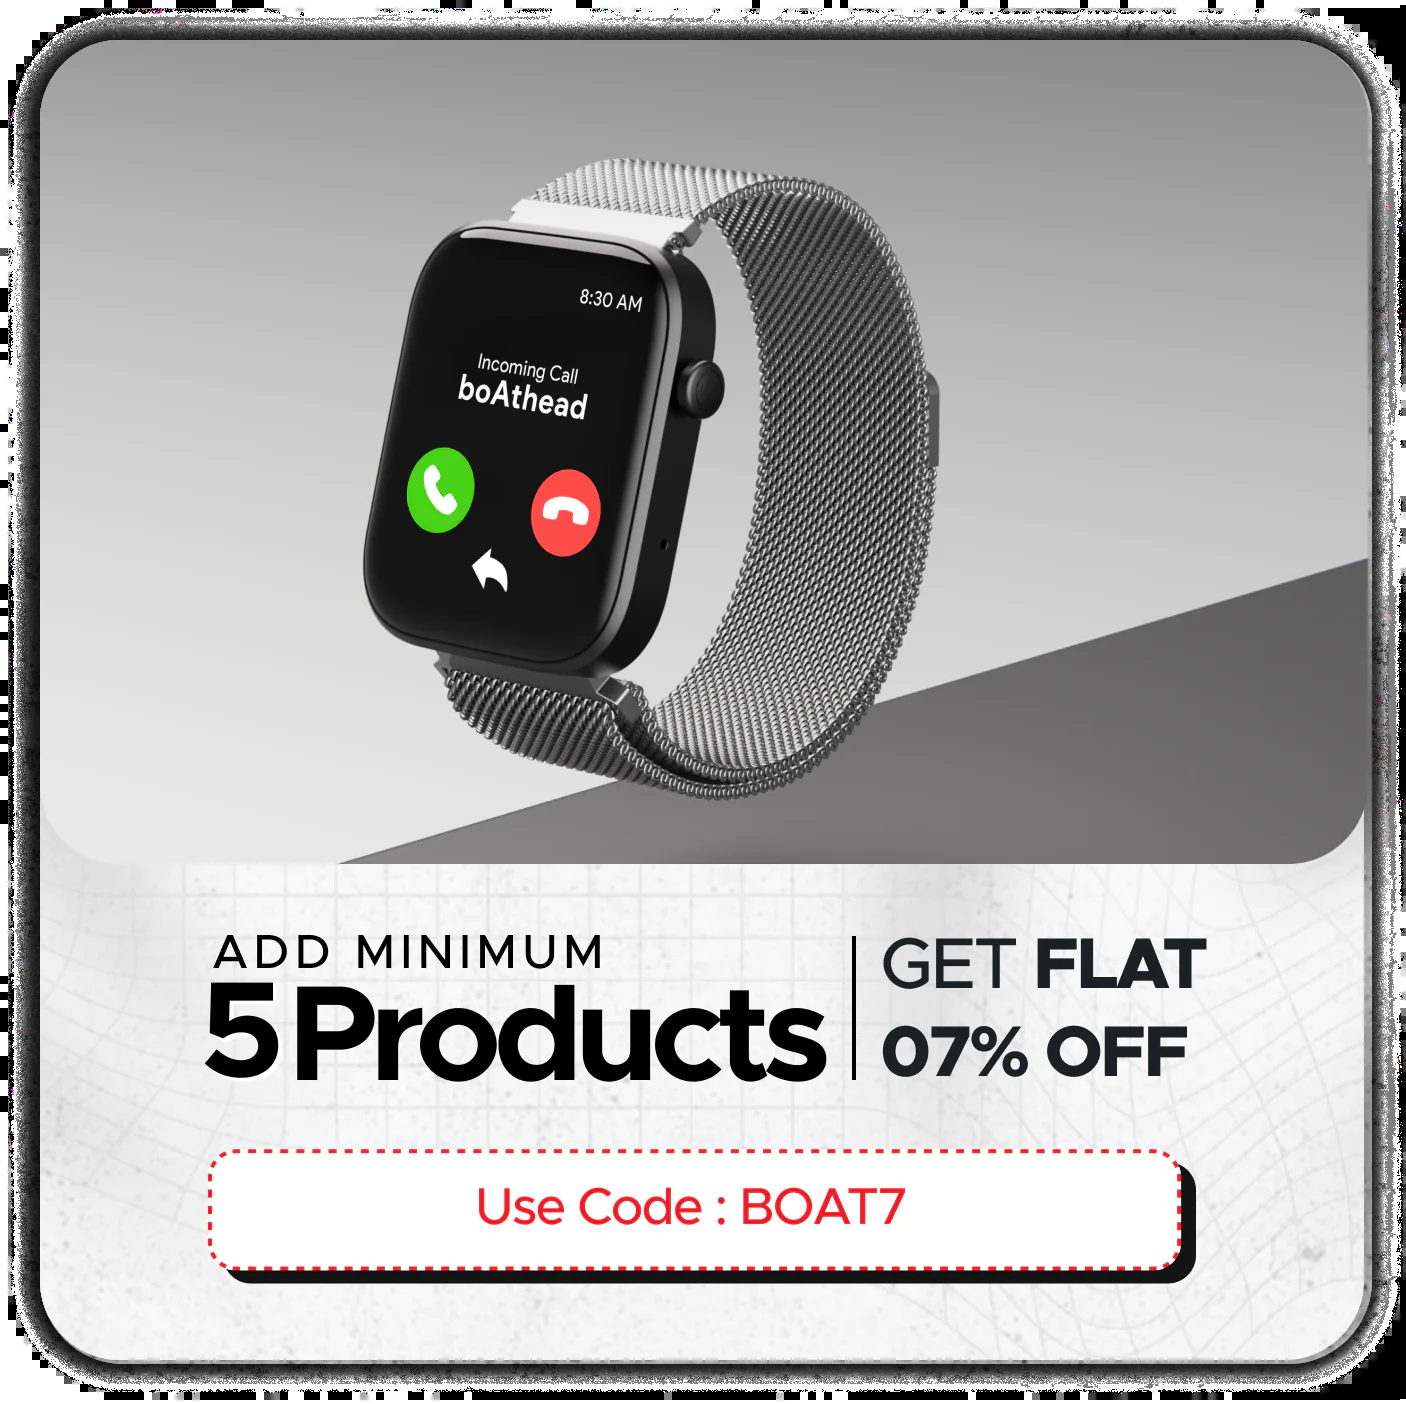 8:30 AM
Incoming Call
boAthead
ADD MINIMUM
5 Products
GET FLAT
07% OFF
Use Code : BOAT7